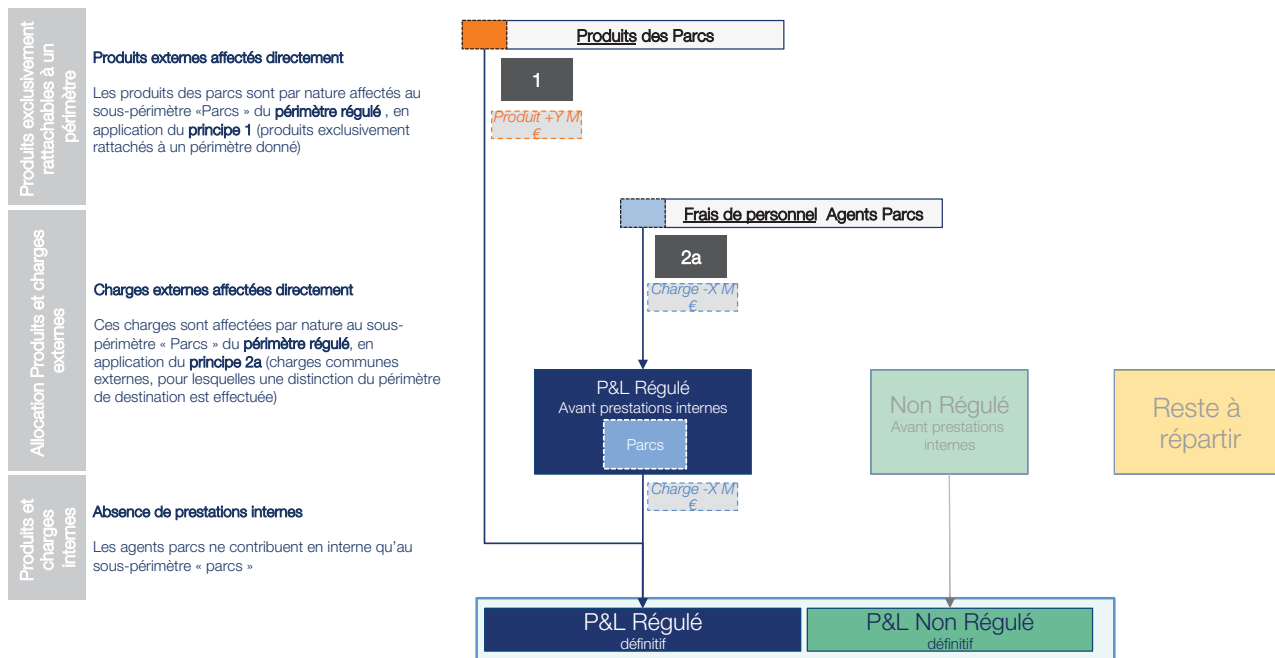 Produits exclusivement
rattachables à un
périmètre
Produits externes affectés directement
Les produits des parcs sont par nature affectés au
sous-périmètre «Parcs » du périmètre régulé , en
application du principe 1 (produits exclusivement
rattachés à un périmètre donné)
Produits des Parcs
1
Produit +Y M
€
Frais de personnel Agents Parcs
2a
Charge -X M
€
Allocation Produits et charges
externes
Charges externes affectées directement
Ces charges sont affectées par nature au sous-
périmètre « Parcs » du périmètre régulé, en
application du principe 2a (charges communes
externes, pour lesquelles une distinction du périmètre
de destination est effectuée)
P&L Régulé
Avant prestations internes
Parcs
Non Régulé
Avant prestations
internes
Reste à
répartir
Charge -X M
€
Produits et
charges
internes
Absence de prestations internes
Les agents parcs ne contribuent en interne qu’au
sous-périmètre « parcs »
P&L Régulé
définitif
P&L Non Régulé
définitif